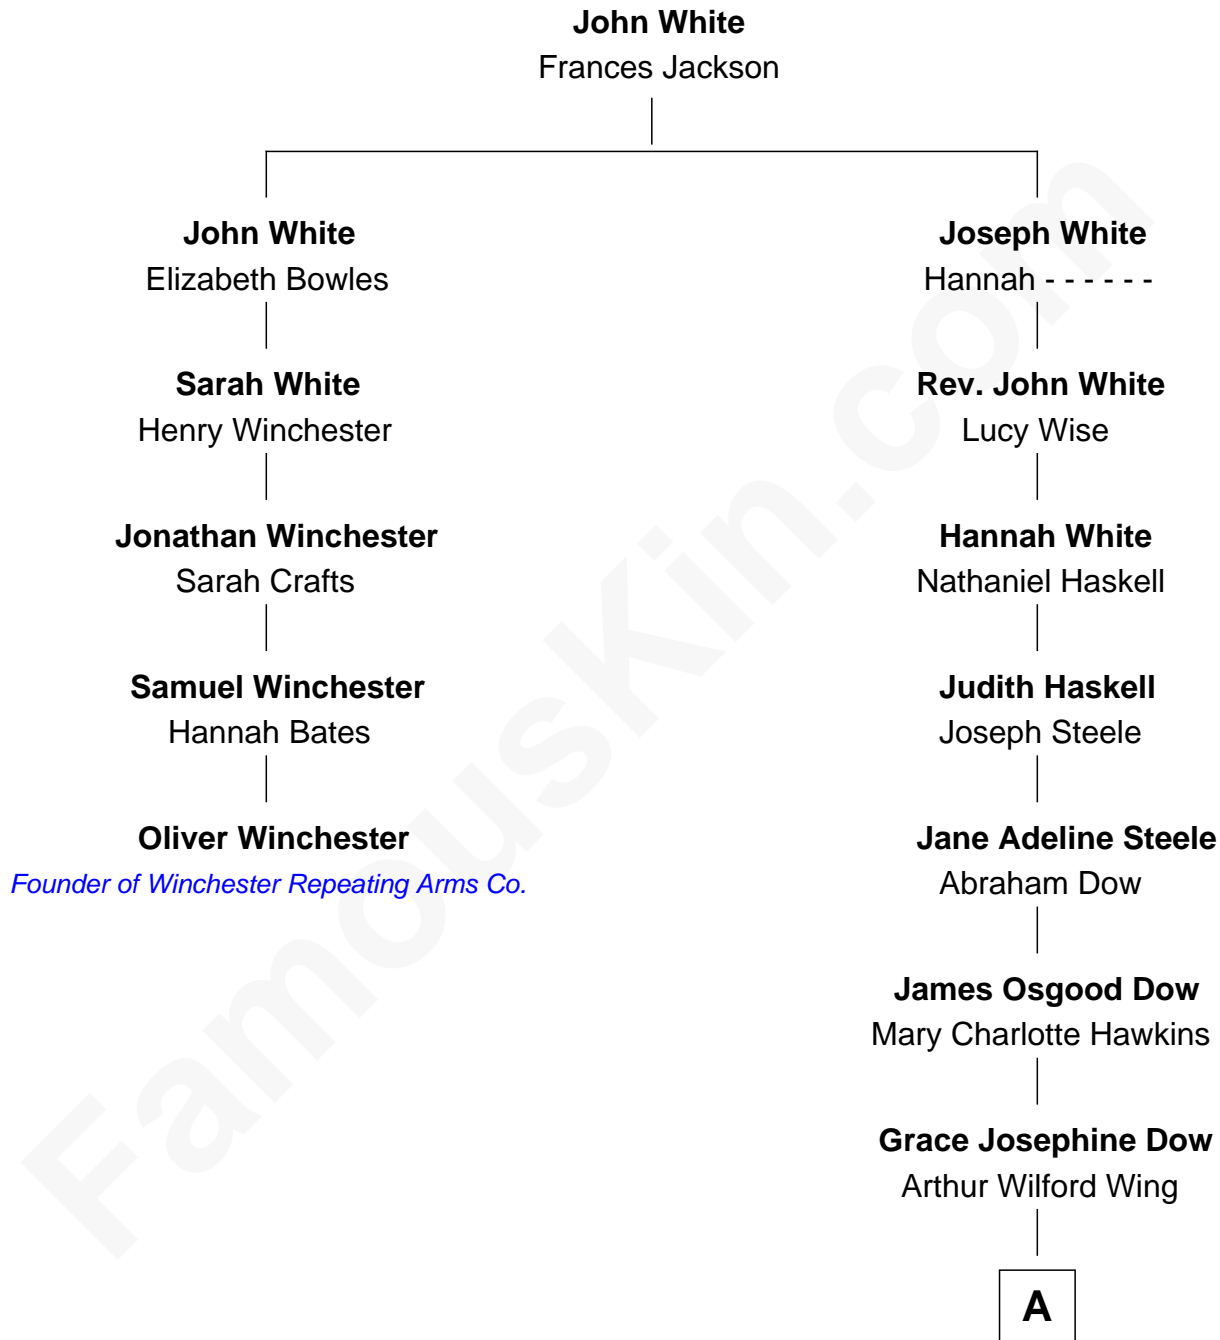 John White
Frances Jackson
John White
Elizabeth Bowles
Sarah White
Henry Winchester
Jonathan Winchester
Sarah Crafts
Samuel Winchester
Hannah Bates
Oliver Winchester
Founder of Winchester Repeating Arms Co.
Joseph White
Hannah - - - - - -
Rev. John White
Lucy Wise
Hannah White
Nathaniel Haskell
Judith Haskell
Joseph Steele
Jane Adeline Steele
Abraham Dow
James Osgood Dow
Mary Charlotte Hawkins
Grace Josephine Dow
Arthur Wilford Wing
A
FamousKin.com